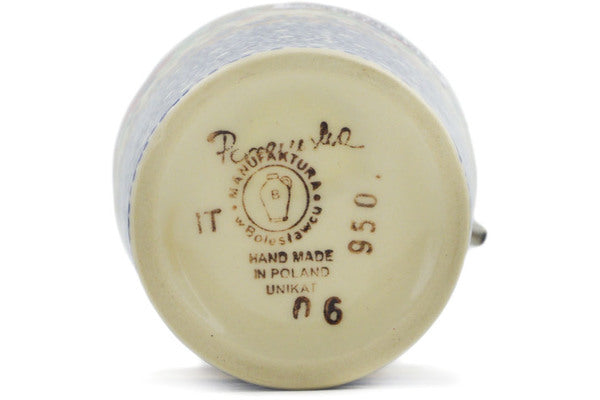 MANUFAKTURA
B
w Bolesławcu
IT
950.
HAND MADE
IN POLAND
UNIKAT
06